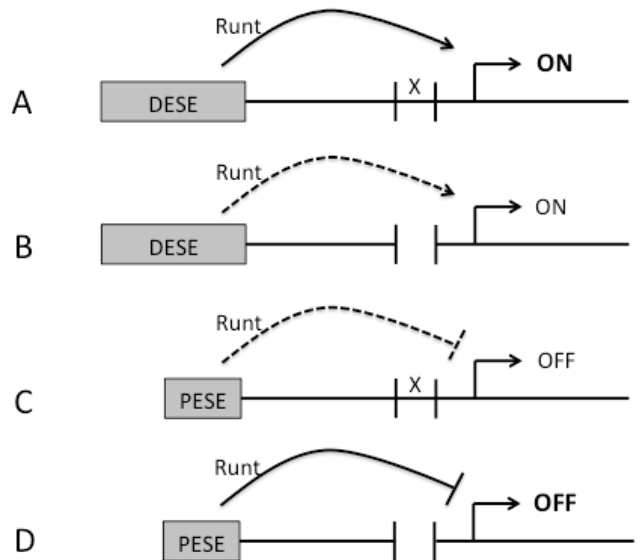 Runt
X
ON
A
DESE
Runt
ON
B
DESE
Runt
X
OFF
C
PESE
Runt
OFF
D
PESE